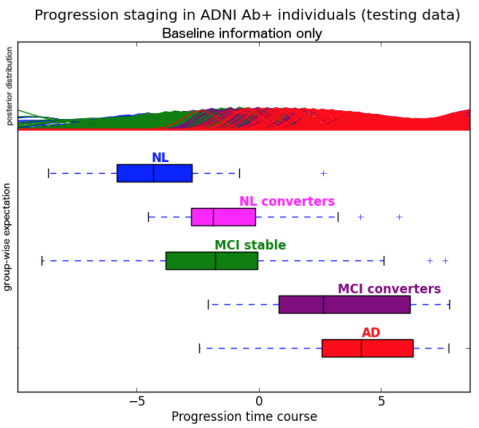 Progression staging in ADNI Ab+ individuals (testing data)
Baseline information only
posterior distribution
group-wise expectation
NL
NL converters
MCI stable
MCI converters
AD
−5
0
5
Progression time course